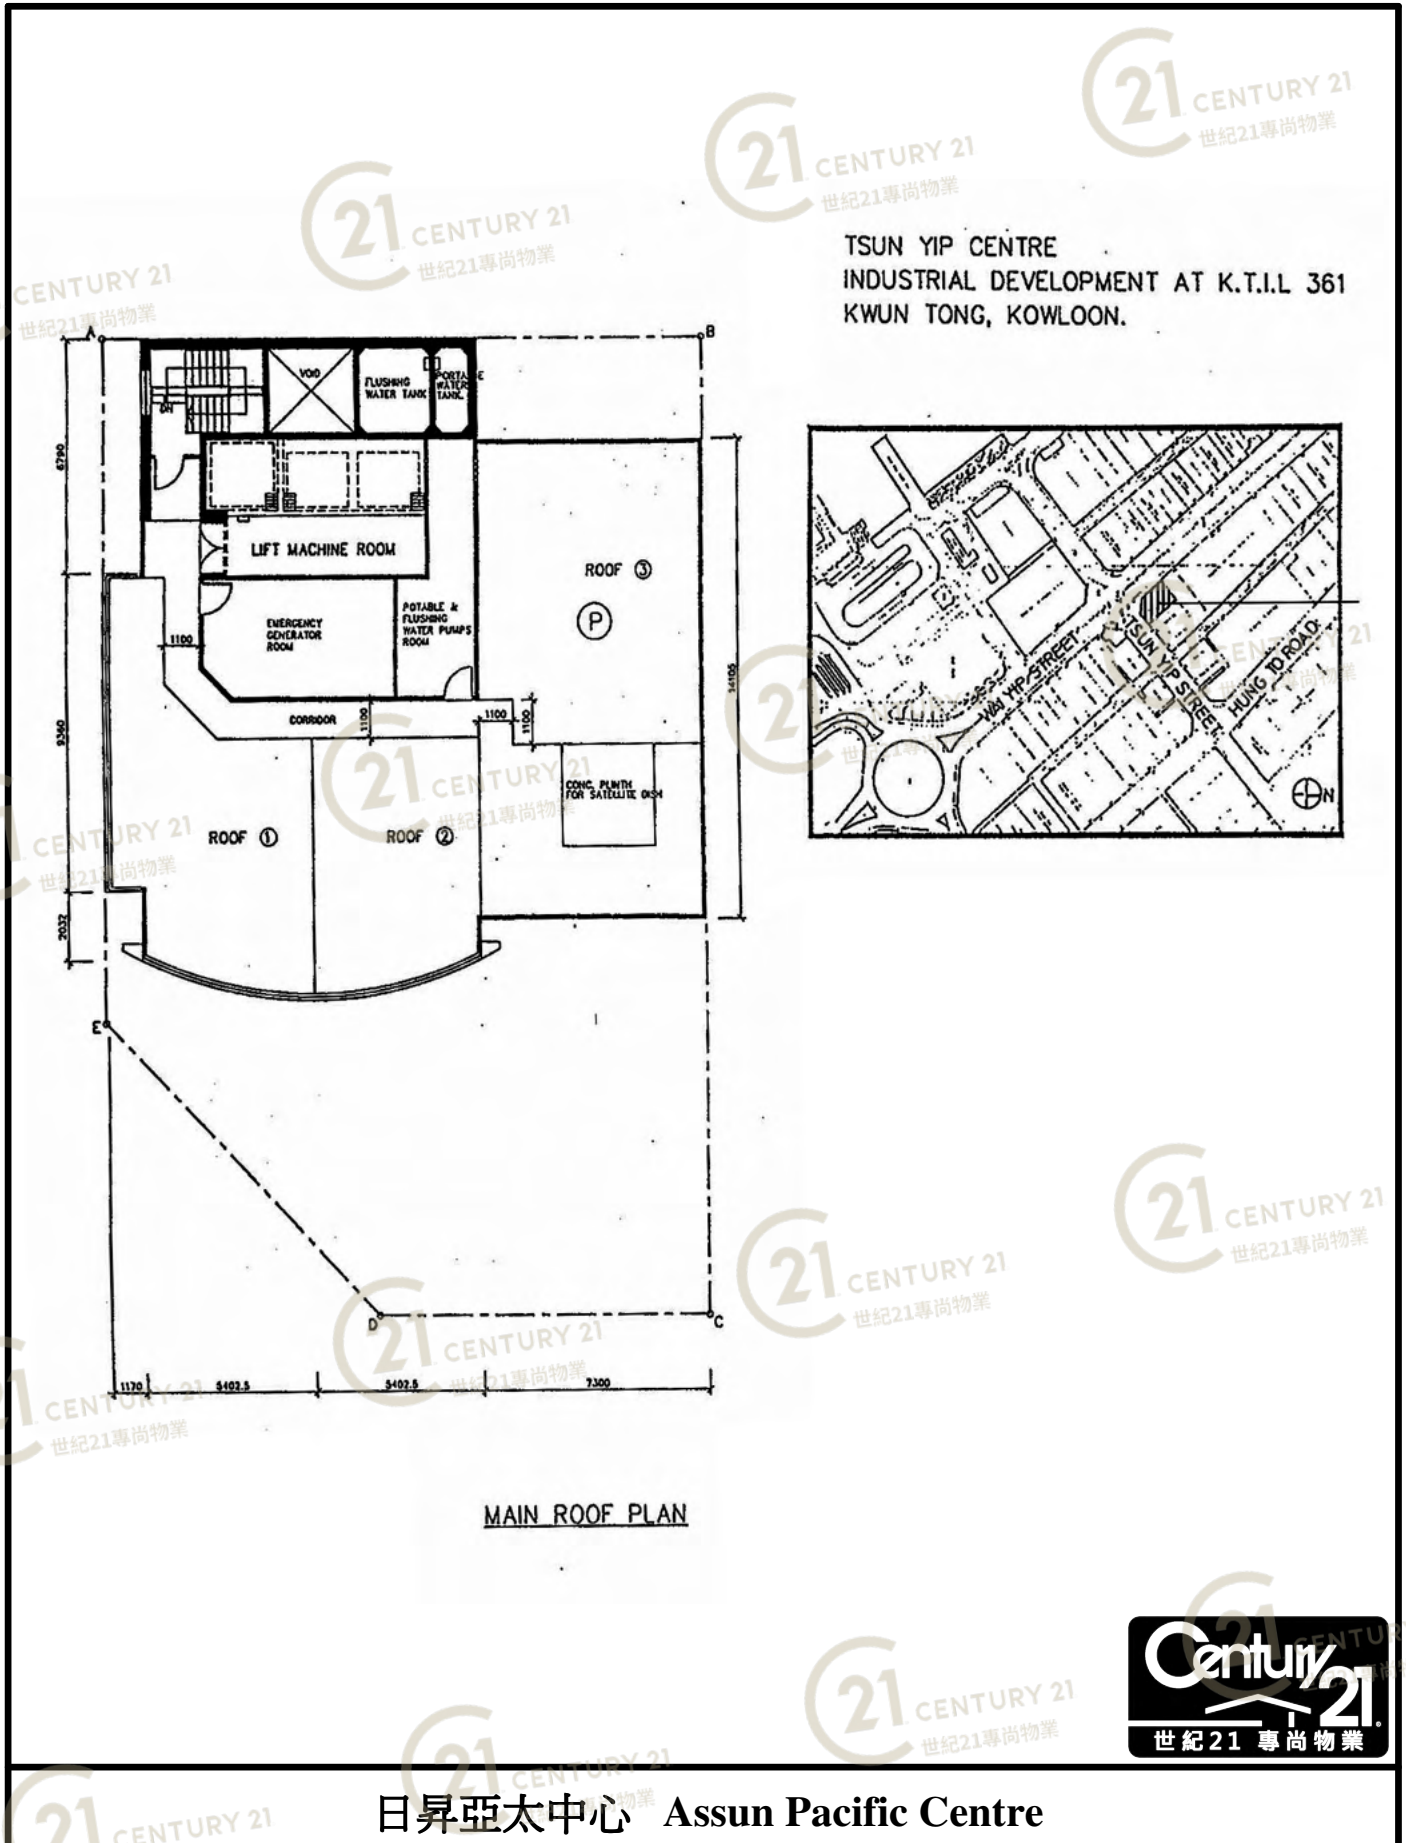 TSUN YIP CENTRE
INDUSTRIAL DEVELOPMENT AT K.T.I.L 361
KWUN TONG, KOWLOON.
A
B
VOID
FLUSHING
WATER TANK
PORTABLE
WATER
TANK.
DN
6790
LIFT MACHINE ROOM
ROOF ③
P
EMERGENCY
GENERATOR
ROOM
POTABLE &
FLUSHING
WATER PUMPS
ROOM
1100
14105
CORRIDOR
1100
1100
1100
9360
CONC. PLINTH
FOR SATELLITE DISH
ROOF ①
ROOF ②
2032
E
D
C
1170
5402.5
5402.5
7300
WAI YIP STREET
TSUN YIP STREET
HUNG TO ROAD
N
MAIN ROOF PLAN
Century 21
世紀21 專尚物業
日昇亞太中心 Assun Pacific Centre
21 CENTURY 21
世紀21專尚物業